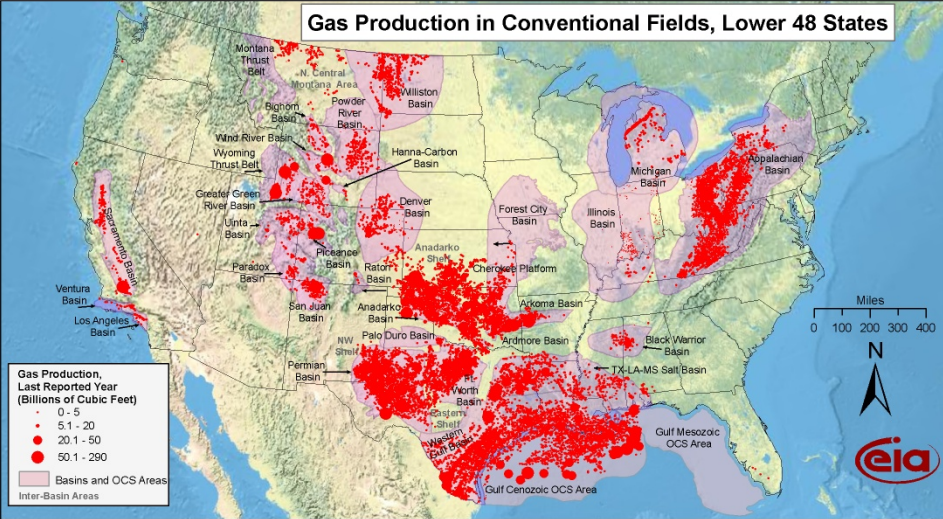 Gas Production in Conventional Fields, Lower 48 States
Montana
Thrust
Belt
N. Central
Montana Area
Williston
Basin
Bighorn
Basin
Powder
River
Basin
Wind River Basin
Wyoming
Thrust Belt
Hanna-Carbon
Basin
Greater Green
River Basin
Uinta
Basin
Piceance
Basin
Denver
Basin
Forest City
Basin
Illinois
Basin
Michigan
Basin
Appalachian
Basin
Sacramento Basin
Ventura
Basin
Los Angeles
Basin
Paradox
Basin
San Juan
Basin
Raton
Basin
Anadarko
Shelf
Cherokee Platform
Anadarko
Basin
Arkoma Basin
Palo Duro Basin
Ardmore Basin
Black Warrior
Basin
NW
Shelf
Permian
Basin
Ft.
Worth
Basin
TX-LA-MS Salt Basin
Eastern
Shelf
Western
Gulf Basin
Gulf Cenozoic OCS Area
Gulf Mesozoic
OCS Area
Miles
0 100 200 300 400
N
eia
Gas Production,
Last Reported Year
(Billions of Cubic Feet)
0 - 5
5.1 - 20
20.1 - 50
50.1 - 290
Basins and OCS Areas
Inter-Basin Areas